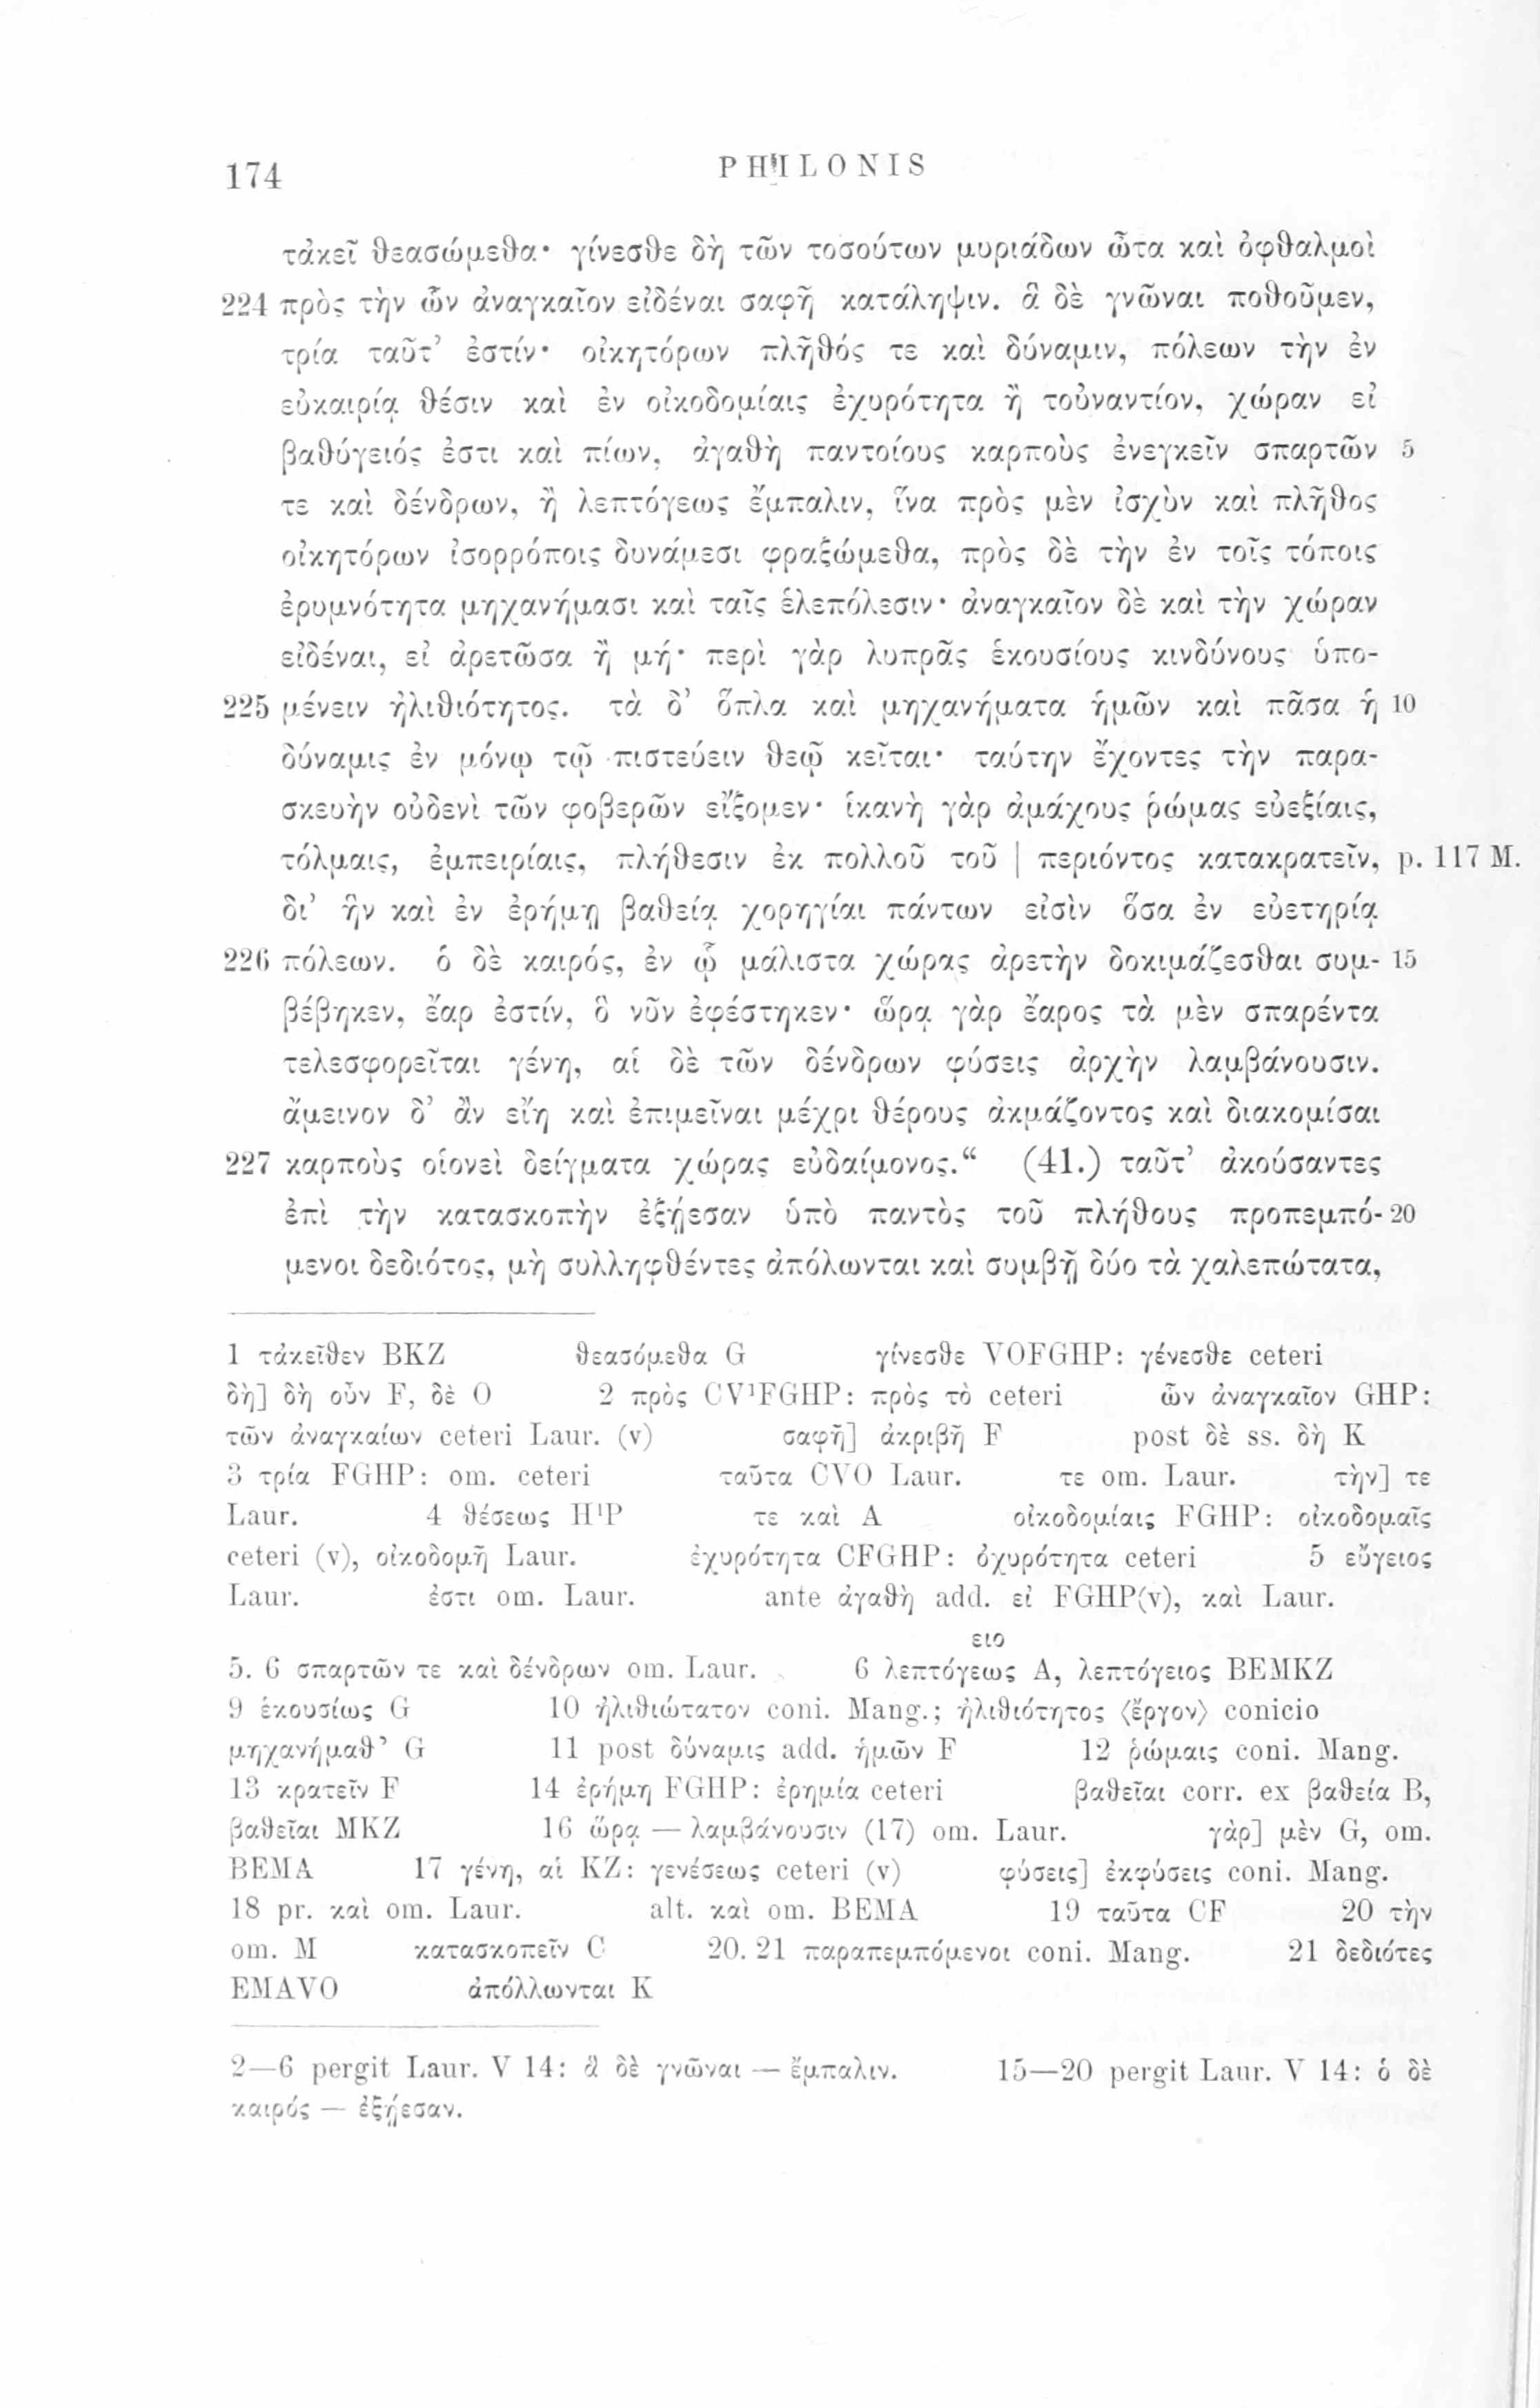 174
PHILONIS
τἀκεῖ θεασώμεθα· γίνεσθε δὴ τῶν τοσούτων μυριάδων ὦτα καὶ ὀφθαλμοὶ
224 πρὸς τὴν ὧν ἀναγκαῖον εἰδέναι σαφῆ κατάληψιν. ἃ δὲ γνῶναι ποθοῦμεν,
τρία ταῦτ’ ἐστίν· οἰκητόρων πλῆθός τε καὶ δύναμιν, πόλεων τὴν ἐν
εὐκαιρίᾳ θέσιν καὶ ἐν οἰκοδομίαις ἐχυρότητα ἢ τοὐναντίον, χώραν εἰ
βαθύγειός ἐστι καὶ πίων, ἀγαθὴ παντοίους καρποὺς ἐνεγκεῖν σπαρτῶν 5
τε καὶ δένδρων, ἢ λεπτόγεως ἔμπαλιν, ἵνα πρὸς μὲν ἰσχὺν καὶ πλῆθος
οἰκητόρων ἰσορρόποις δυνάμεσι φραξώμεθα, πρὸς δὲ τὴν ἐν τοῖς τόποις
ἐρυμνότητα μηχανήμασι καὶ ταῖς ἑλεπόλεσιν· ἀναγκαῖον δὲ καὶ τὴν χώραν
εἰδέναι, εἰ ἀρετῶσα ἢ μή· περὶ γὰρ λυπρᾶς ἑκουσίους κινδύνους ὑπο-
225 μένειν ἠλιθιότητος. τὰ δ’ ὅπλα καὶ μηχανήματα ἡμῶν καὶ πᾶσα ἡ 10
δύναμις ἐν μόνῳ τῷ πιστεύειν θεῷ κεῖται· ταύτην ἔχοντες τὴν παρα-
σκευὴν οὐδενὶ τῶν φοβερῶν εἴξομεν· ἱκανὴ γὰρ ἀμάχους ῥώμας εὐεξίαις,
τόλμαις, ἐμπειρίαις, πλήθεσιν ἐκ πολλοῦ τοῦ | περιόντος κατακρατεῖν, p. 117 M.
δι’ ἣν καὶ ἐν ἐρήμῃ βαθείᾳ χορηγίαι πάντων εἰσὶν ὅσα ἐν εὐετηρίᾳ
226 πόλεων. ὁ δὲ καιρός, ἐν ᾧ μάλιστα χώρας ἀρετὴν δοκιμάζεσθαι συμ- 15
βέβηκεν, ἔαρ ἐστίν, ὃ νῦν ἐφέστηκεν· ὥρᾳ γὰρ ἔαρος τὰ μὲν σπαρέντα
τελεσφορεῖται γένη, αἱ δὲ τῶν δένδρων φύσεις ἀρχὴν λαμβάνουσιν.
ἄμεινον δ’ ἂν εἴη καὶ ἐπιμεῖναι μέχρι θέρους ἀκμάζοντος καὶ διακομίσαι
227 καρποὺς οἱονεὶ δείγματα χώρας εὐδαίμονος.“ (41.) ταῦτ’ ἀκούσαντες
ἐπὶ τὴν κατασκοπὴν ἐξῄεσαν ὑπὸ παντὸς τοῦ πλήθους προπεμπό- 20
μενοι δεδιότος, μὴ συλληφθέντες ἀπόλωνται καὶ συμβῇ δύο τὰ χαλεπώτατα,
1 τἀκεῖθεν BKZ θεασόμεθα G γίνεσθε VOFGHP: γένεσθε ceteri
δὴ] δὴ οὖν F, δὲ O 2 πρὸς CV¹FGHP: πρὸς τὸ ceteri ὧν ἀναγκαῖον GHP:
τῶν ἀναγκαίων ceteri Laur. (v) σαφῆ] ἀκριβῆ F post δὲ ss. δὴ K
3 τρία FGHP: om. ceteri ταῦτα CVO Laur. τε om. Laur. τὴν] τε
Laur. 4 θέσεως H¹P τε καὶ A οἰκοδομίαις FGHP: οἰκοδομαῖς
ceteri (v), οἰκοδομῇ Laur. ἐχυρότητα CFGHP: ὀχυρότητα ceteri 5 εὔγειος
Laur. ἐστι om. Laur. ante ἀγαθὴ add. εἰ FGHP(v), καὶ Laur.
ειο
5. 6 σπαρτῶν τε καὶ δένδρων om. Laur. 6 λεπτόγεως A, λεπτόγειος BEMKZ
9 ἑκουσίως G 10 ἠλιθιώτατον coni. Mang.; ἠλιθιότητος ⟨ἔργον⟩ conicio
μηχανήμαθ’ G 11 post δύναμις add. ἡμῶν F 12 ῥώμαις coni. Mang.
13 κρατεῖν F 14 ἐρήμη FGHP: ἐρημία ceteri βαθεῖαι corr. ex βαθεία B,
βαθεῖαι MKZ 16 ὥρᾳ — λαμβάνουσιν (17) om. Laur. γὰρ] μὲν G, om.
BEMA 17 γένη, αἱ KZ: γενέσεως ceteri (v) φύσεις] ἐκφύσεις coni. Mang.
18 pr. καὶ om. Laur. alt. καὶ om. BEMA 19 ταῦτα CF 20 τὴν
om. M κατασκοπεῖν C 20. 21 παραπεμπόμενοι coni. Mang. 21 δεδιότες
EMAVO ἀπόλλωνται K
2—6 pergit Laur. V 14: ἃ δὲ γνῶναι — ἔμπαλιν. 15—20 pergit Laur. V 14: ὁ δὲ
καιρός — ἐξῄεσαν.